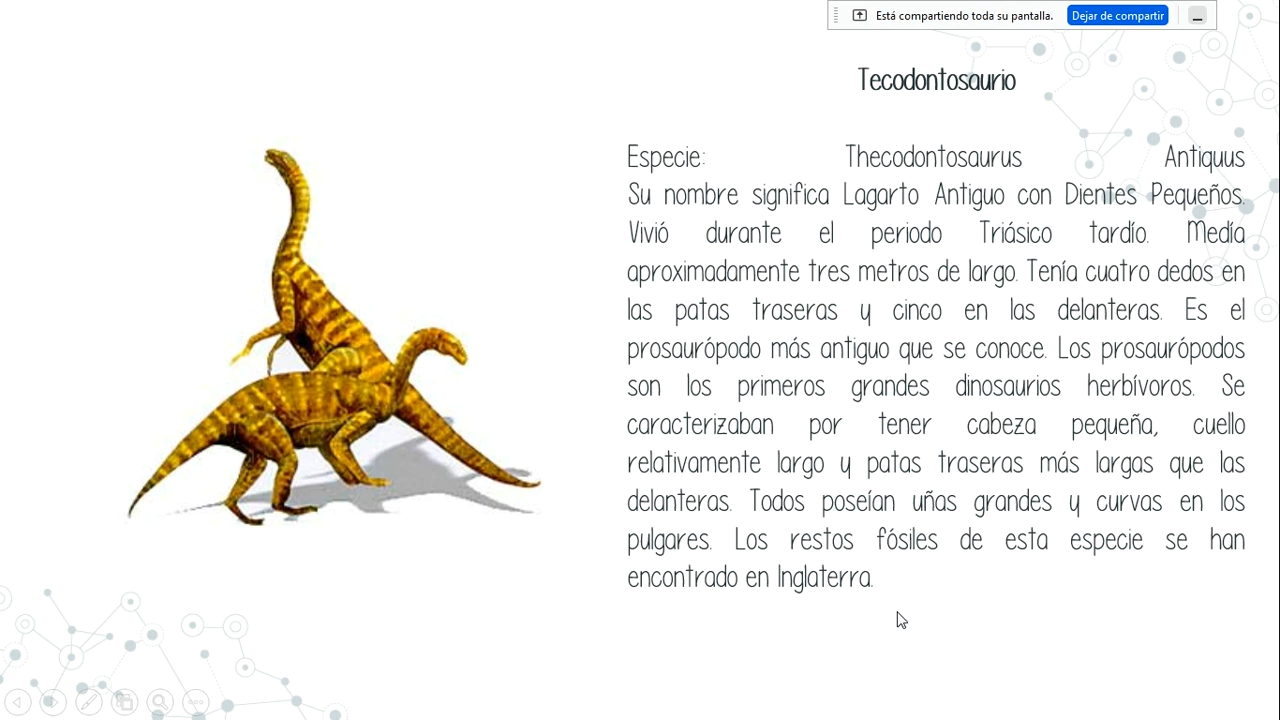 Está compartiendo toda su pantalla. Dejar de compartir
Tecodontosaurio
Especie: Thecodontosaurus Antiquus
Su nombre significa Lagarto Antiguo con Dientes Pequeños.
Vivió durante el periodo Triásico tardío. Medía
aproximadamente tres metros de largo. Tenía cuatro dedos en
las patas traseras y cinco en las delanteras. Es el
prosaurópodo más antiguo que se conoce. Los prosaurópodos
son los primeros grandes dinosaurios herbívoros. Se
caracterizaban por tener cabeza pequeña, cuello
relativamente largo y patas traseras más largas que las
delanteras. Todos poseían uñas grandes y curvas en los
pulgares. Los restos fósiles de esta especie se han
encontrado en Inglaterra.